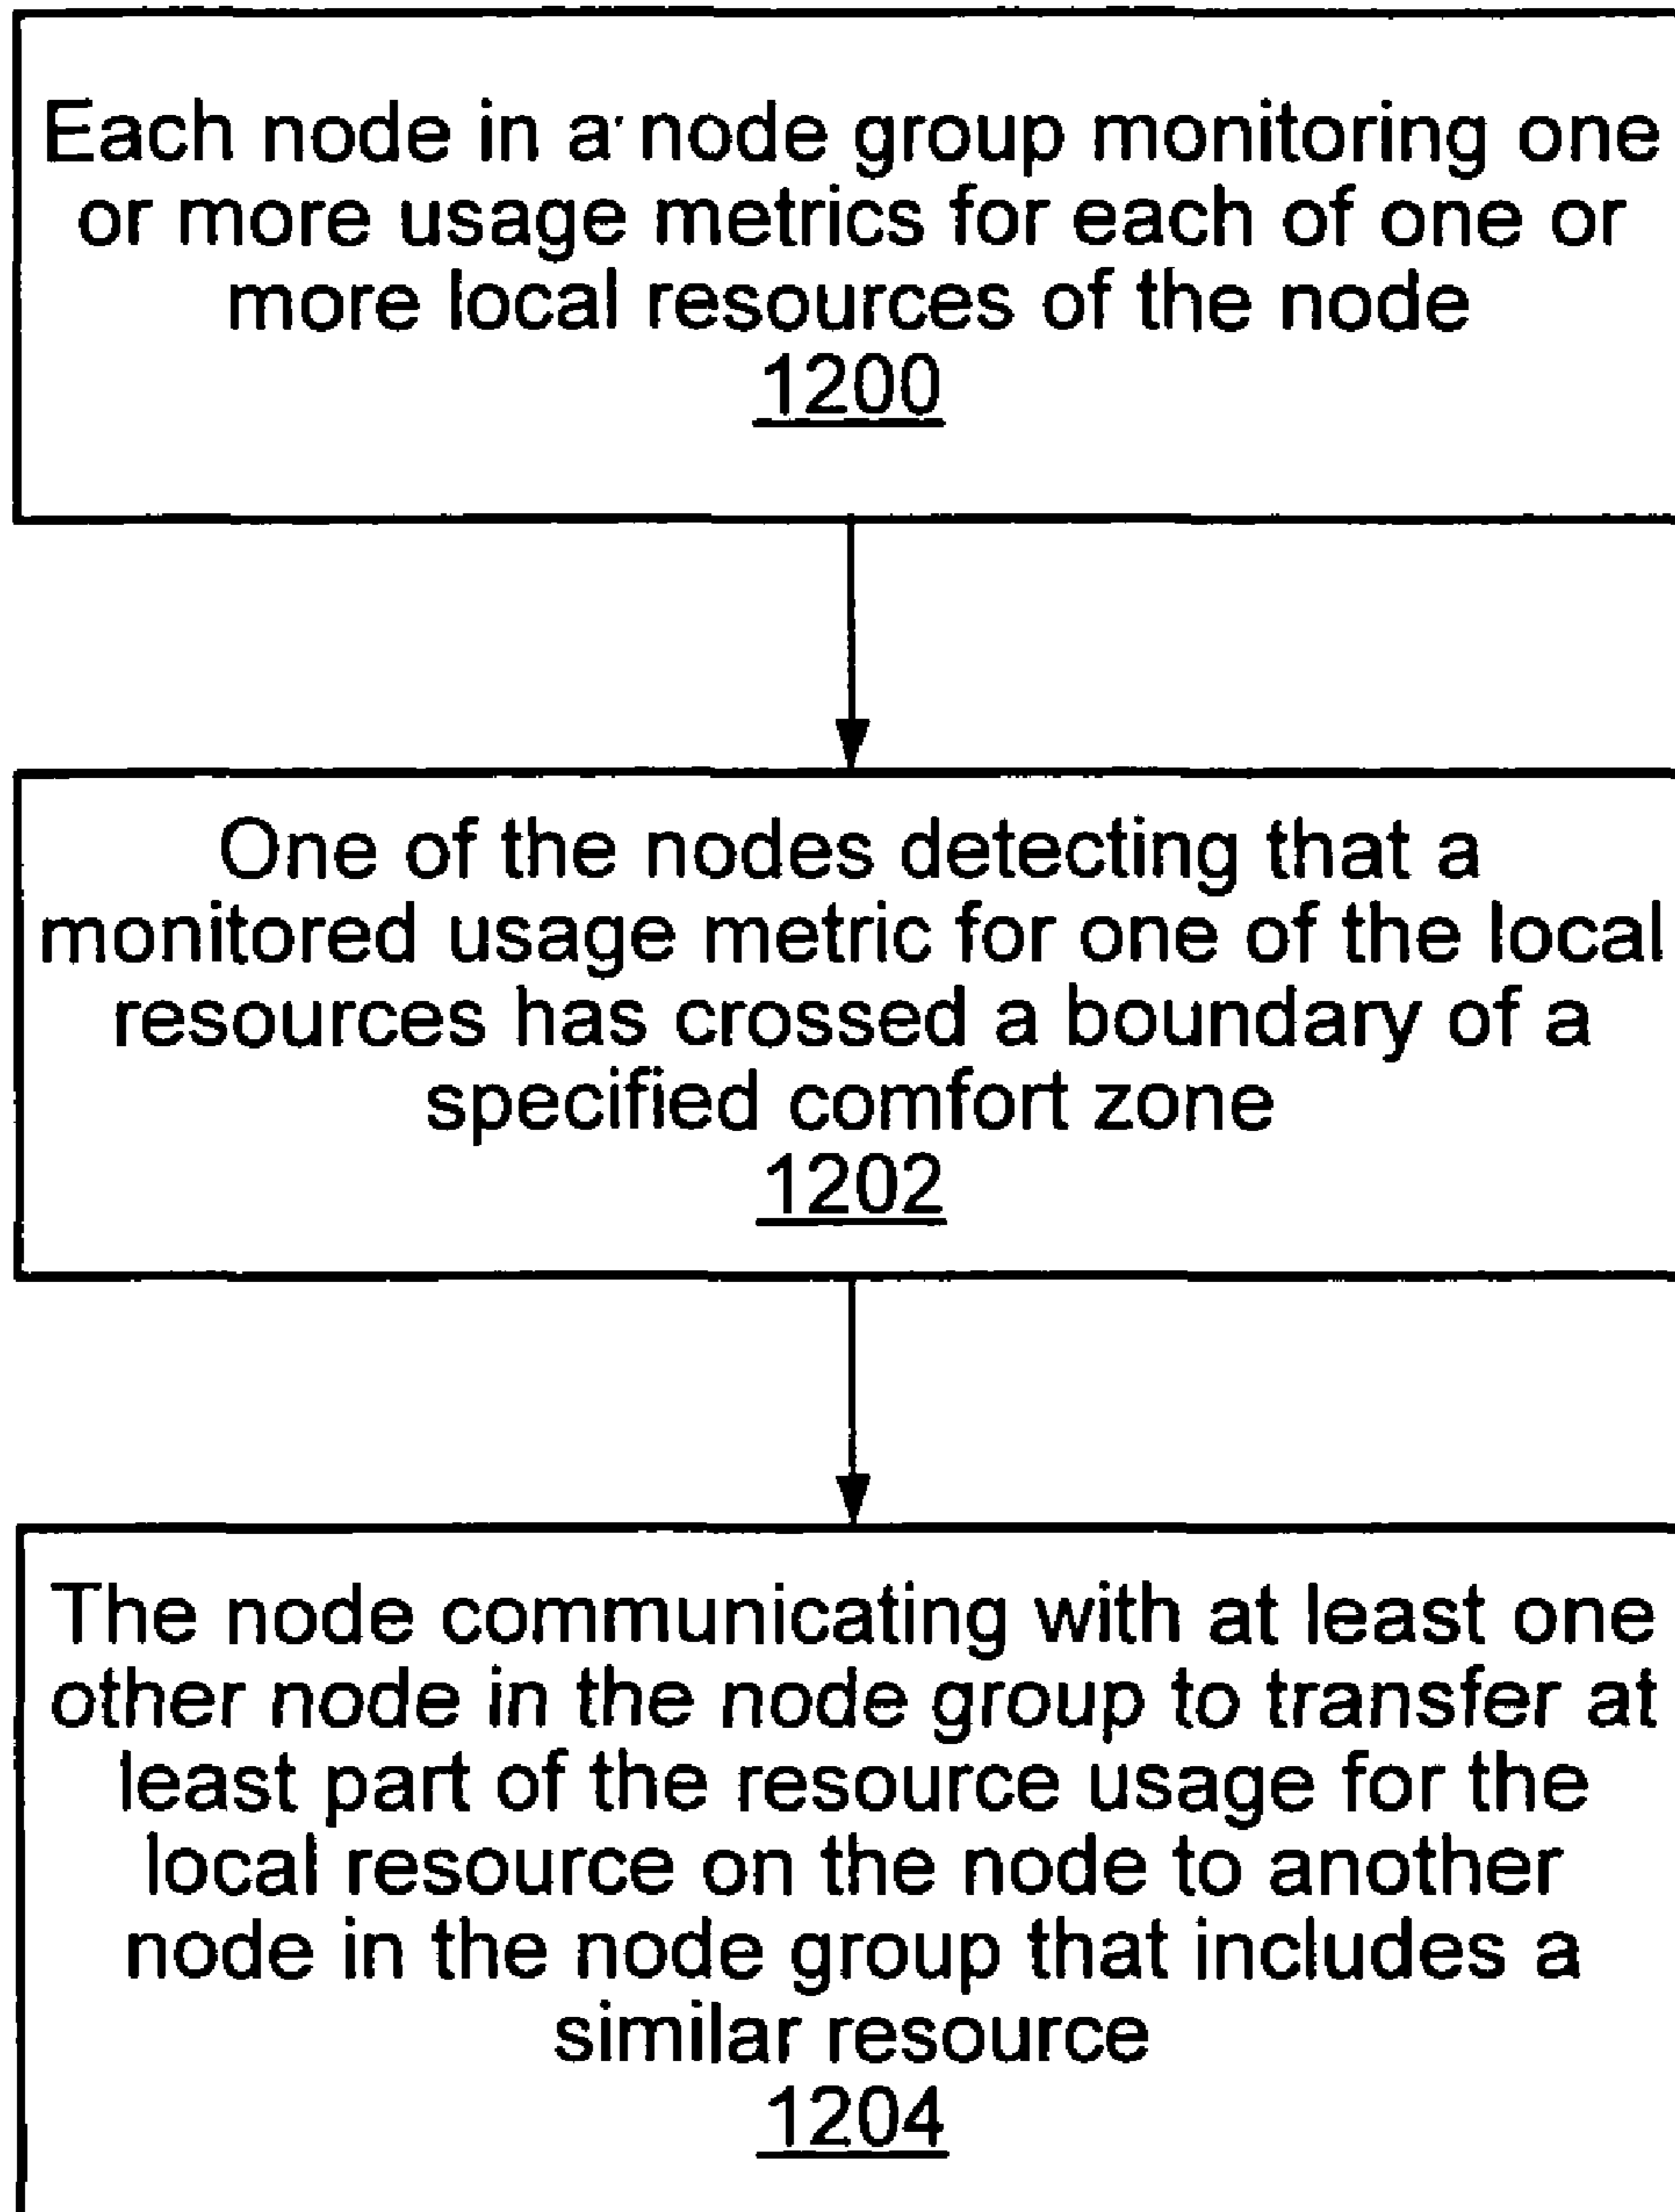 Each node in a node group monitoring one
or more usage metrics for each of one or
more local resources of the node
1200
One of the nodes detecting that a
monitored usage metric for one of the local
resources has crossed a boundary of a
specified comfort zone
1202
The node communicating with at least one
other node in the node group to transfer at
least part of the resource usage for the
local resource on the node to another
node in the node group that includes a
similar resource
1204